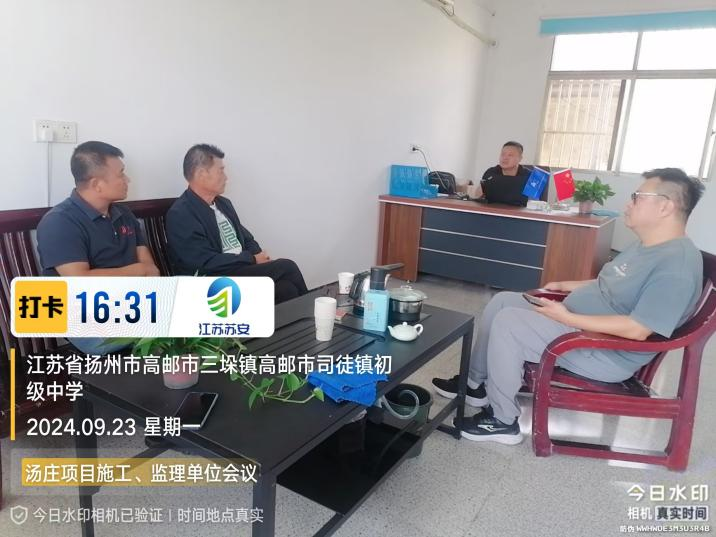 打卡 16:31
江苏苏安
江苏省扬州市高邮市三垛镇高邮市司徒镇初
级中学
2024.09.23 星期一
汤庄项目施工、监理单位会议
今日水印相机已验证 | 时间地点真实
今日水印
相机 真实时间
防伪 WWHWDE3M3U3R4B